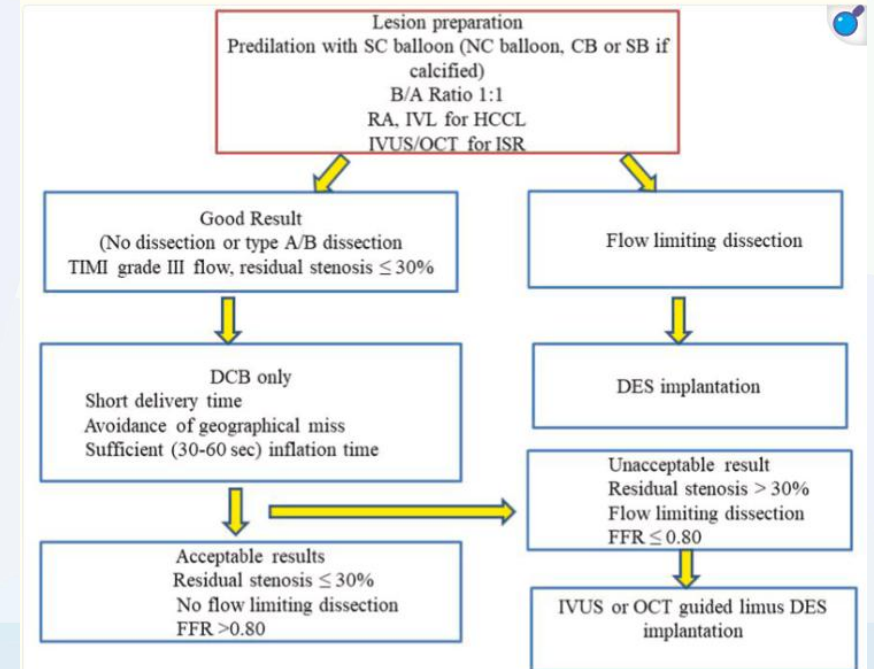 Lesion preparation
Predilation with SC balloon (NC balloon, CB or SB if
calcified)
B/A Ratio 1:1
RA, IVL for HCCL
IVUS/OCT for ISR
Good Result
(No dissection or type A/B dissection
TIMI grade III flow, residual stenosis ≤30%
Flow limiting dissection
DCB only
Short delivery time
Avoidance of geographical miss
Sufficient (30-60 sec) inflation time
DES implantation
Unacceptable result
Residual stenosis > 30%
Flow limiting dissection
FFR ≤0.80
Acceptable results
Residual stenosis ≤30%
No flow limiting dissection
FFR >0.80
IVUS or OCT guided limus DES
implantation